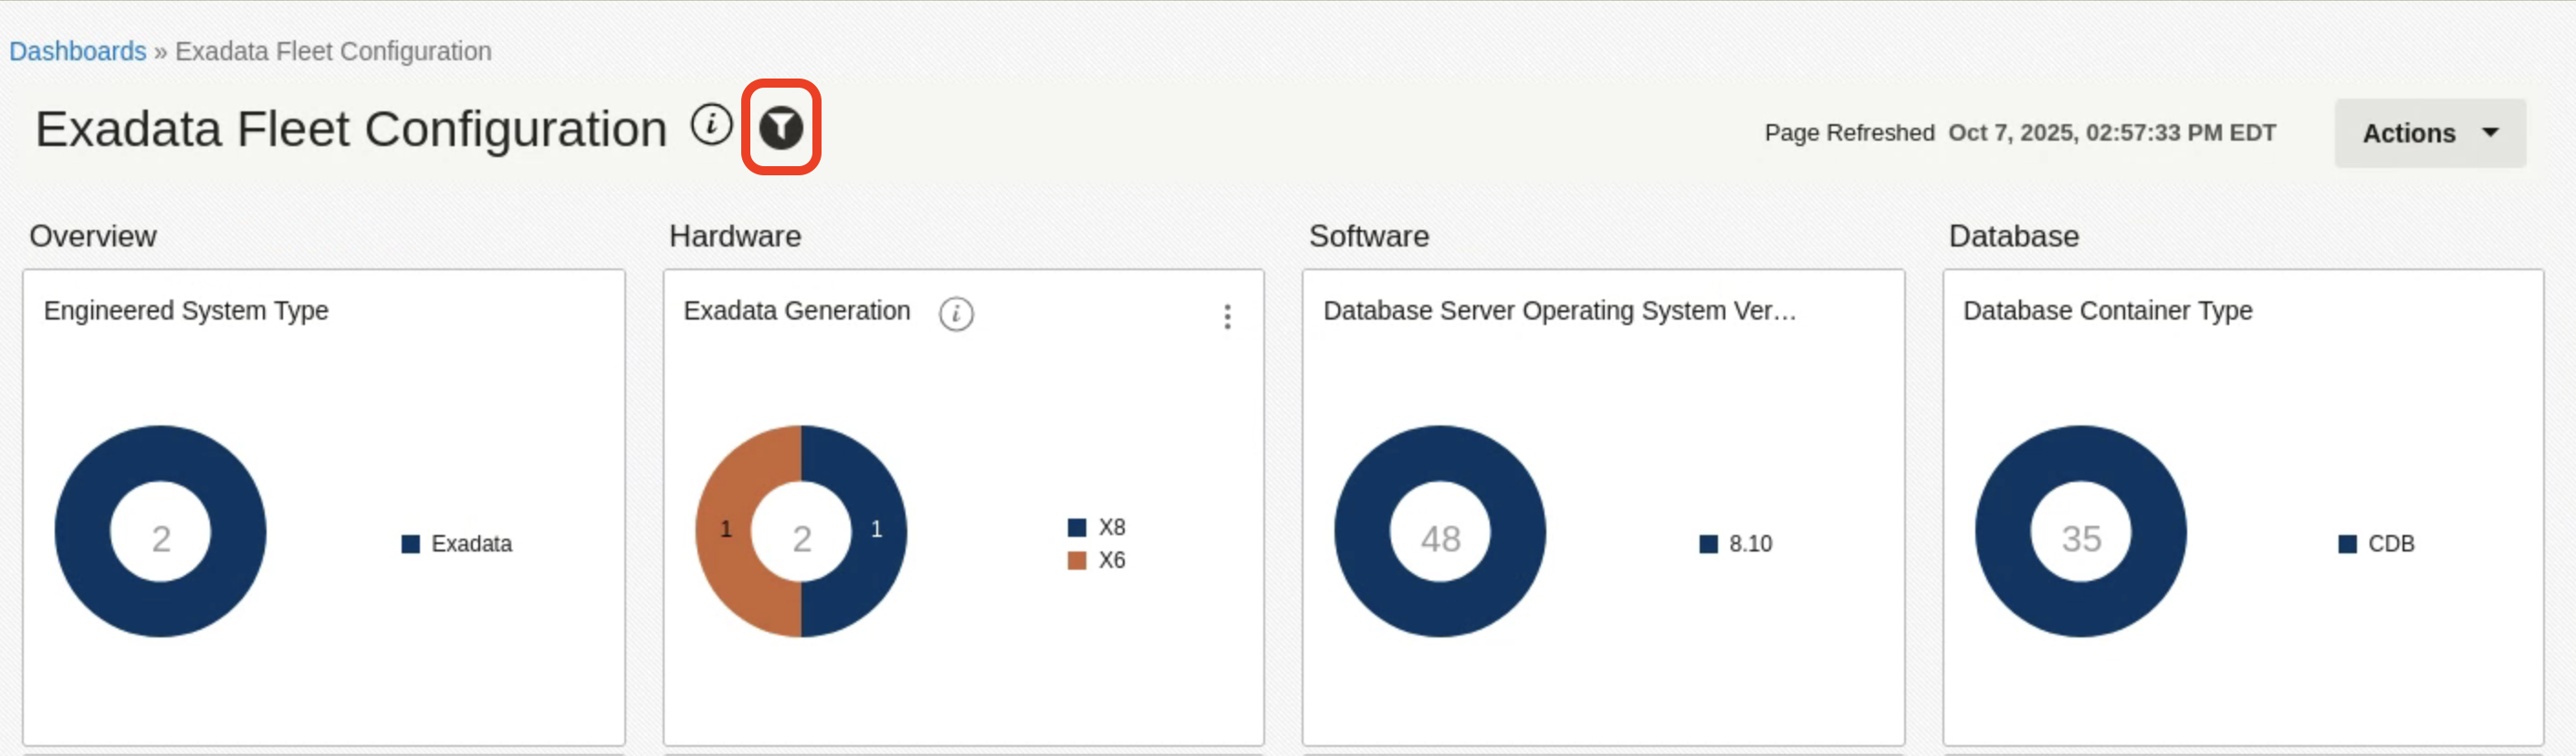 Dashboards » Exadata Fleet Configuration
Exadata Fleet Configuration i
Page Refreshed Oct 7, 2025, 02:57:33 PM EDT
Actions
Overview
Engineered System Type
2
Exadata
Hardware
Exadata Generation i
1
2
1
X8
X6
Software
Database Server Operating System Ver...
48
8.10
Database
Database Container Type
35
CDB